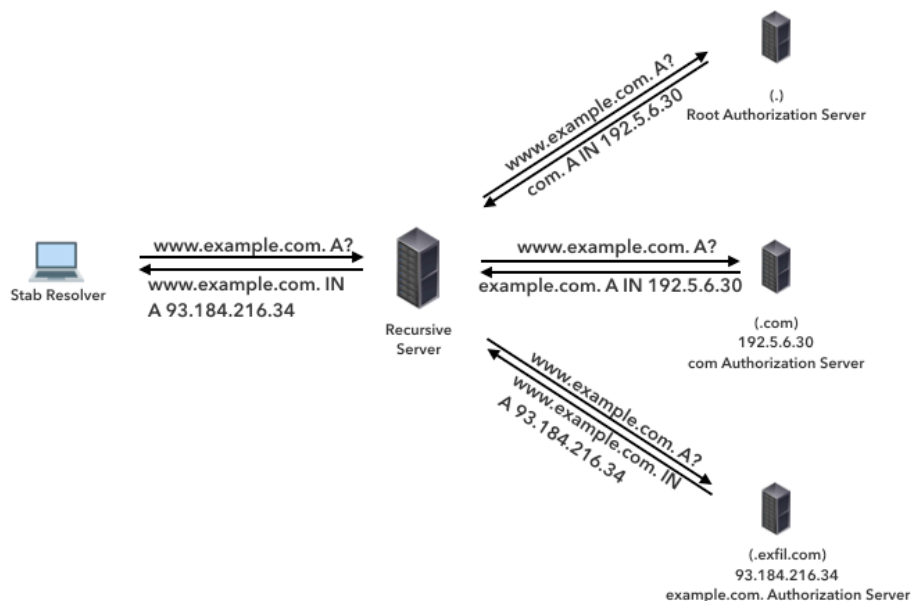 www.example.com. A?
com. A IN 192.5.6.30
(.)
Root Authorization Server
www.example.com. A?
www.example.com. IN
A 93.184.216.34
Stab Resolver
Recursive
Server
www.example.com. A?
example.com. A IN 192.5.6.30
(.com)
192.5.6.30
com Authorization Server
www.example.com. A?
www.example.com. IN
A 93.184.216.34
(.exfil.com)
93.184.216.34
example.com. Authorization Server